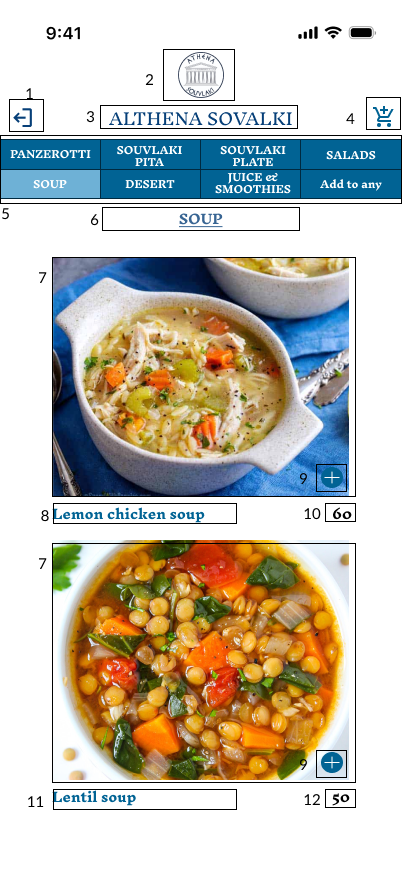 9:41
1
2
ATHENA
SOUVLAKI
3
ALTHENA SOVALKI
4
PANZEROTTI
SOUVLAKI
PITA
SOUVLAKI
PLATE
SALADS
SOUP
DESERT
JUICE &
SMOOTHIES
Add to any
5
6
SOUP
7
9
8
Lemon chicken soup
10
60
7
9
11
Lentil soup
12
50